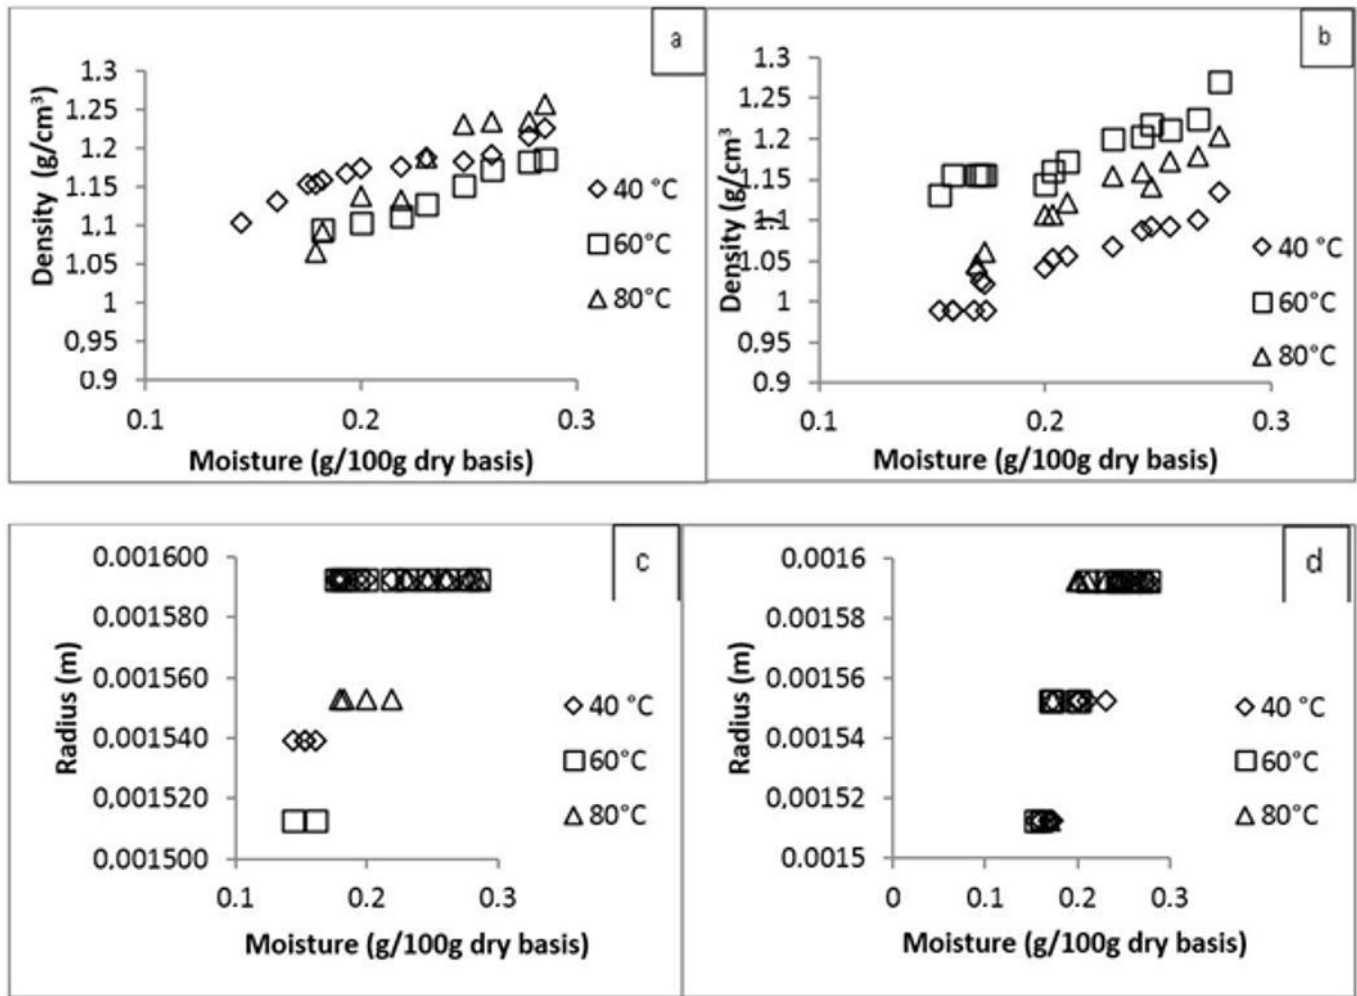 a
1.3
1.25
1.2
1.15
1.1
1.05
1
0,95
0.9
0.1
0.2
0.3
Density (g/cm³)
Moisture (g/100g dry basis)
40 °C
60°C
80°C
b
1.3
1.25
1.2
1.15
1.1
1.05
1
0.95
0.9
0.1
0.2
0.3
Density (g/cm³)
Moisture (g/100g dry basis)
40 °C
60°C
80°C
c
0.001600
0.001580
0.001560
0.001540
0.001520
0.001500
0.1
0.2
0.3
Radius (m)
Moisture (g/100g dry basis)
40 °C
60°C
80°C
d
0.0016
0.00158
0.00156
0.00154
0.00152
0.0015
0
0.1
0.2
0.3
Radius (m)
Moisture (g/100g dry basis)
40 °C
60°C
80°C